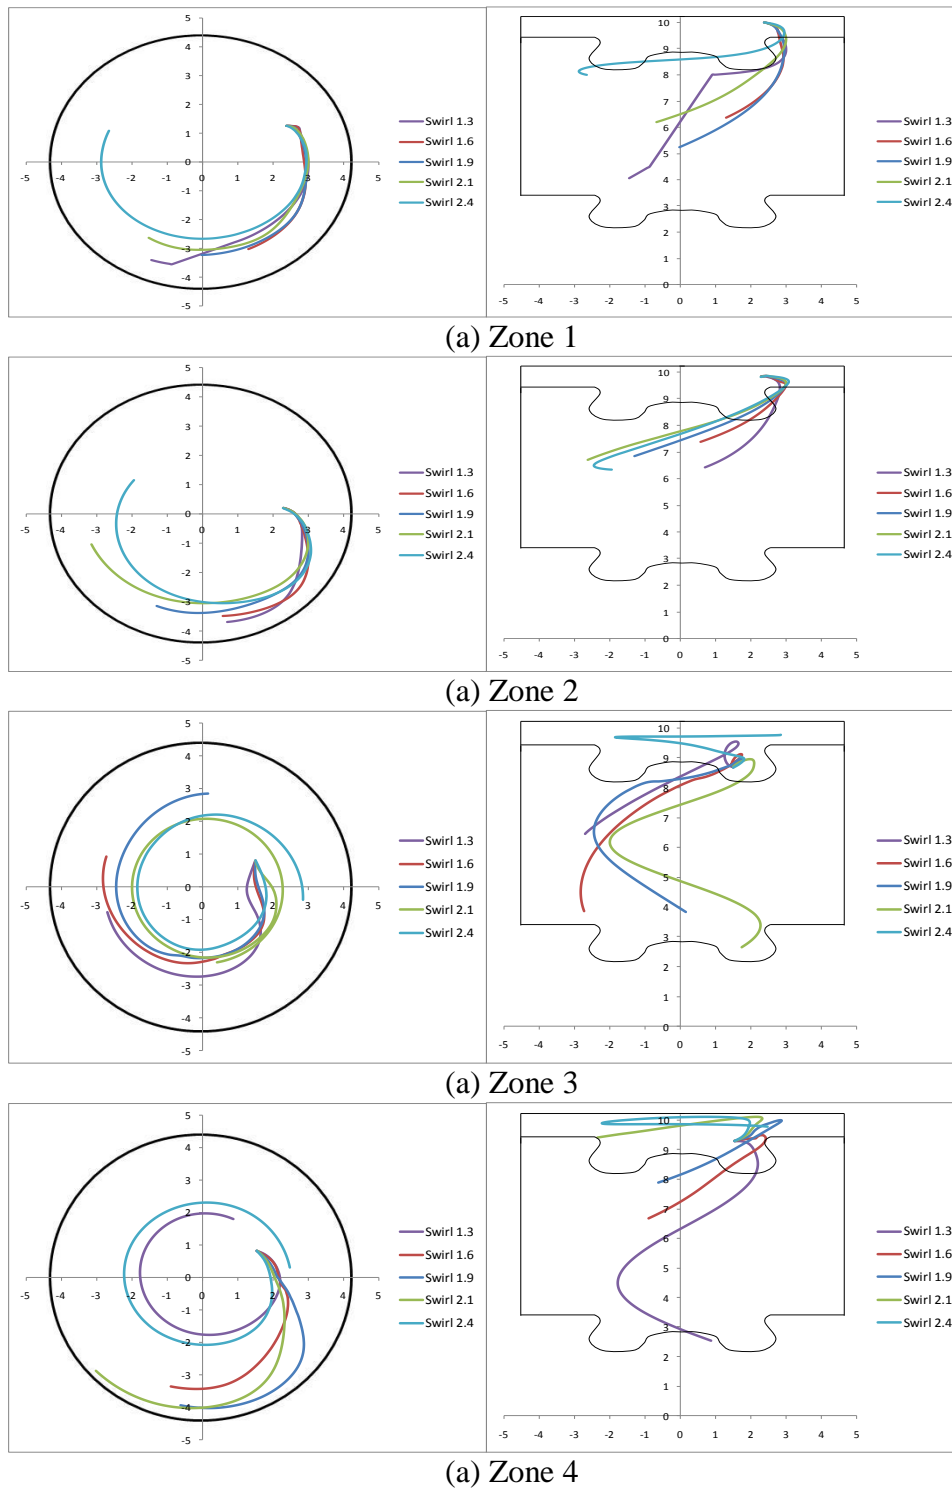 5
4
3
2
1
0
-1
-2
-3
-4
-5
-5 -4 -3 -2 -1 0 1 2 3 4 5
Swirl 1.3
Swirl 1.6
Swirl 1.9
Swirl 2.1
Swirl 2.4
10
9
8
7
6
5
4
3
2
1
0
-5 -4 -3 -2 -1 0 1 2 3 4 5
Swirl 1.3
Swirl 1.6
Swirl 1.9
Swirl 2.1
Swirl 2.4
(a) Zone 1
5
4
3
2
1
0
-1
-2
-3
-4
-5
-5 -4 -3 -2 -1 0 1 2 3 4 5
Swirl 1.3
Swirl 1.6
Swirl 1.9
Swirl 2.1
Swirl 2.4
10
9
8
7
6
5
4
3
2
1
0
-5 -4 -3 -2 -1 0 1 2 3 4 5
Swirl 1.3
Swirl 1.6
Swirl 1.9
Swirl 2.1
Swirl 2.4
(a) Zone 2
5
4
3
2
1
0
-1
-2
-3
-4
-5
-5 -4 -3 -2 -1 0 1 2 3 4 5
Swirl 1.3
Swirl 1.6
Swirl 1.9
Swirl 2.1
Swirl 2.4
10
9
8
7
6
5
4
3
2
1
0
-5 -4 -3 -2 -1 0 1 2 3 4 5
Swirl 1.3
Swirl 1.6
Swirl 1.9
Swirl 2.1
Swirl 2.4
(a) Zone 3
5
4
3
2
1
0
-1
-2
-3
-4
-5
-5 -4 -3 -2 -1 0 1 2 3 4 5
Swirl 1.3
Swirl 1.6
Swirl 1.9
Swirl 2.1
Swirl 2.4
10
9
8
7
6
5
4
3
2
1
0
-5 -4 -3 -2 -1 0 1 2 3 4 5
Swirl 1.3
Swirl 1.6
Swirl 1.9
Swirl 2.1
Swirl 2.4
(a) Zone 4